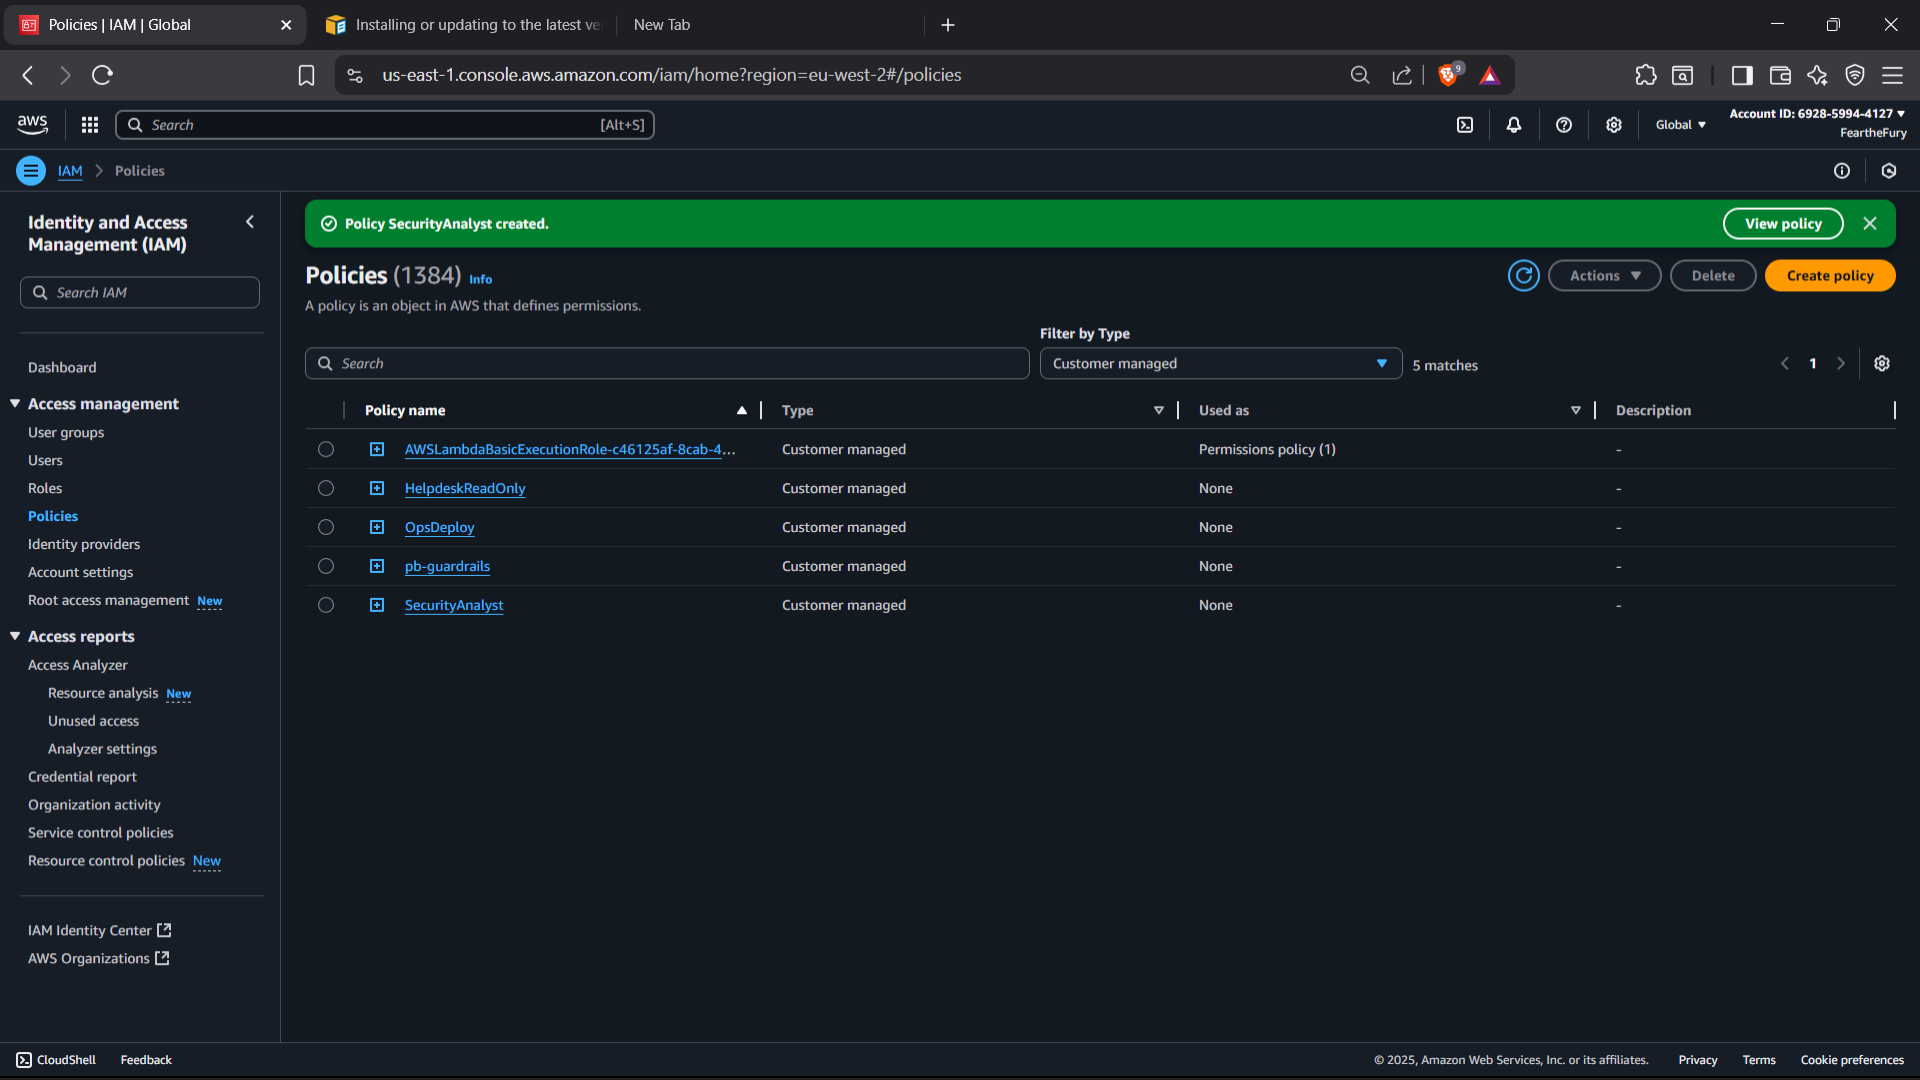 Policies | IAM | Global
Installing or updating to the latest ve
New Tab
us-east-1.console.aws.amazon.com/iam/home?region=eu-west-2#/policies
9
aws
Search
[Alt+S]
Global
Account ID: 6928-5994-4127
FeartheFury
IAM
Policies
Identity and Access
Management (IAM)
Search IAM
Dashboard
Access management
User groups
Users
Roles
Policies
Identity providers
Account settings
Root access management New
Access reports
Access Analyzer
Resource analysis New
Unused access
Analyzer settings
Credential report
Organization activity
Service control policies
Resource control policies New
IAM Identity Center
AWS Organizations
Policy SecurityAnalyst created.
View policy
Policies (1384) Info
Actions
Delete
Create policy
A policy is an object in AWS that defines permissions.
Filter by Type
Search
Customer managed
5 matches
1
Policy name Type Used as Description
AWSLambdaBasicExecutionRole-c46125af-8cab-4... Customer managed Permissions policy (1) -
HelpdeskReadOnly Customer managed None -
OpsDeploy Customer managed None -
pb-guardrails Customer managed None -
SecurityAnalyst Customer managed None -
CloudShell
Feedback
© 2025, Amazon Web Services, Inc. or its affiliates.
Privacy
Terms
Cookie preferences